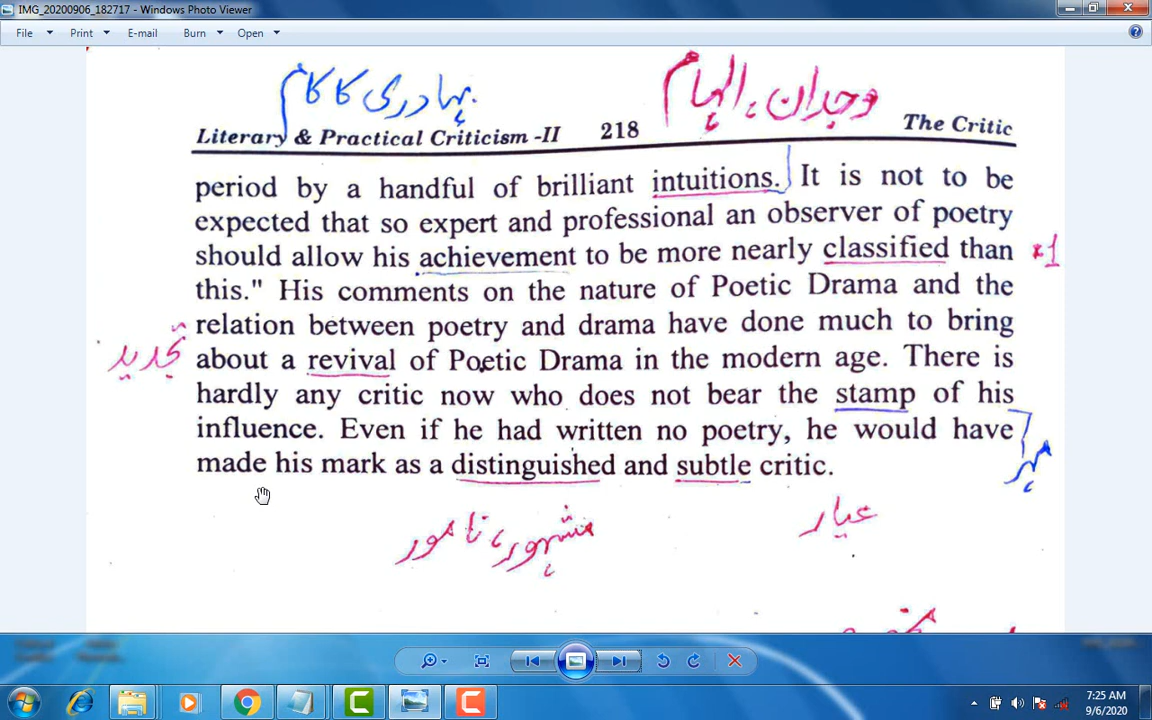 IMG_20200906_182717 - Windows Photo Viewer
File Print E-mail Burn Open
بہادری کا کام
وجدان، الہام
Literary & Practical Criticism -II 218 The Critic
period by a handful of brilliant intuitions. It is not to be
expected that so expert and professional an observer of poetry
should allow his achievement to be more nearly classified than
this." His comments on the nature of Poetic Drama and the
relation between poetry and drama have done much to bring
تجدید
about a revival of Poetic Drama in the modern age. There is
hardly any critic now who does not bear the stamp of his
influence. Even if he had written no poetry, he would have
مہر
made his mark as a distinguished and subtle critic.
مشہور، نامور
عیار
7:25 AM
9/6/2020